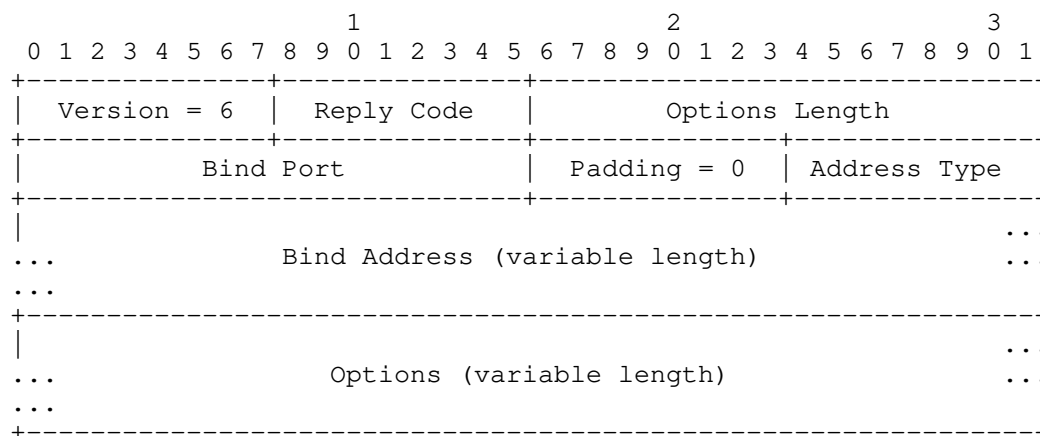 1 2 3
0 1 2 3 4 5 6 7 8 9 0 1 2 3 4 5 6 7 8 9 0 1 2 3 4 5 6 7 8 9 0 1
Version = 6 | Reply Code | Options Length
Bind Port | Padding = 0 | Address Type
...
... Bind Address (variable length) ...
...
...
... Options (variable length) ...
...